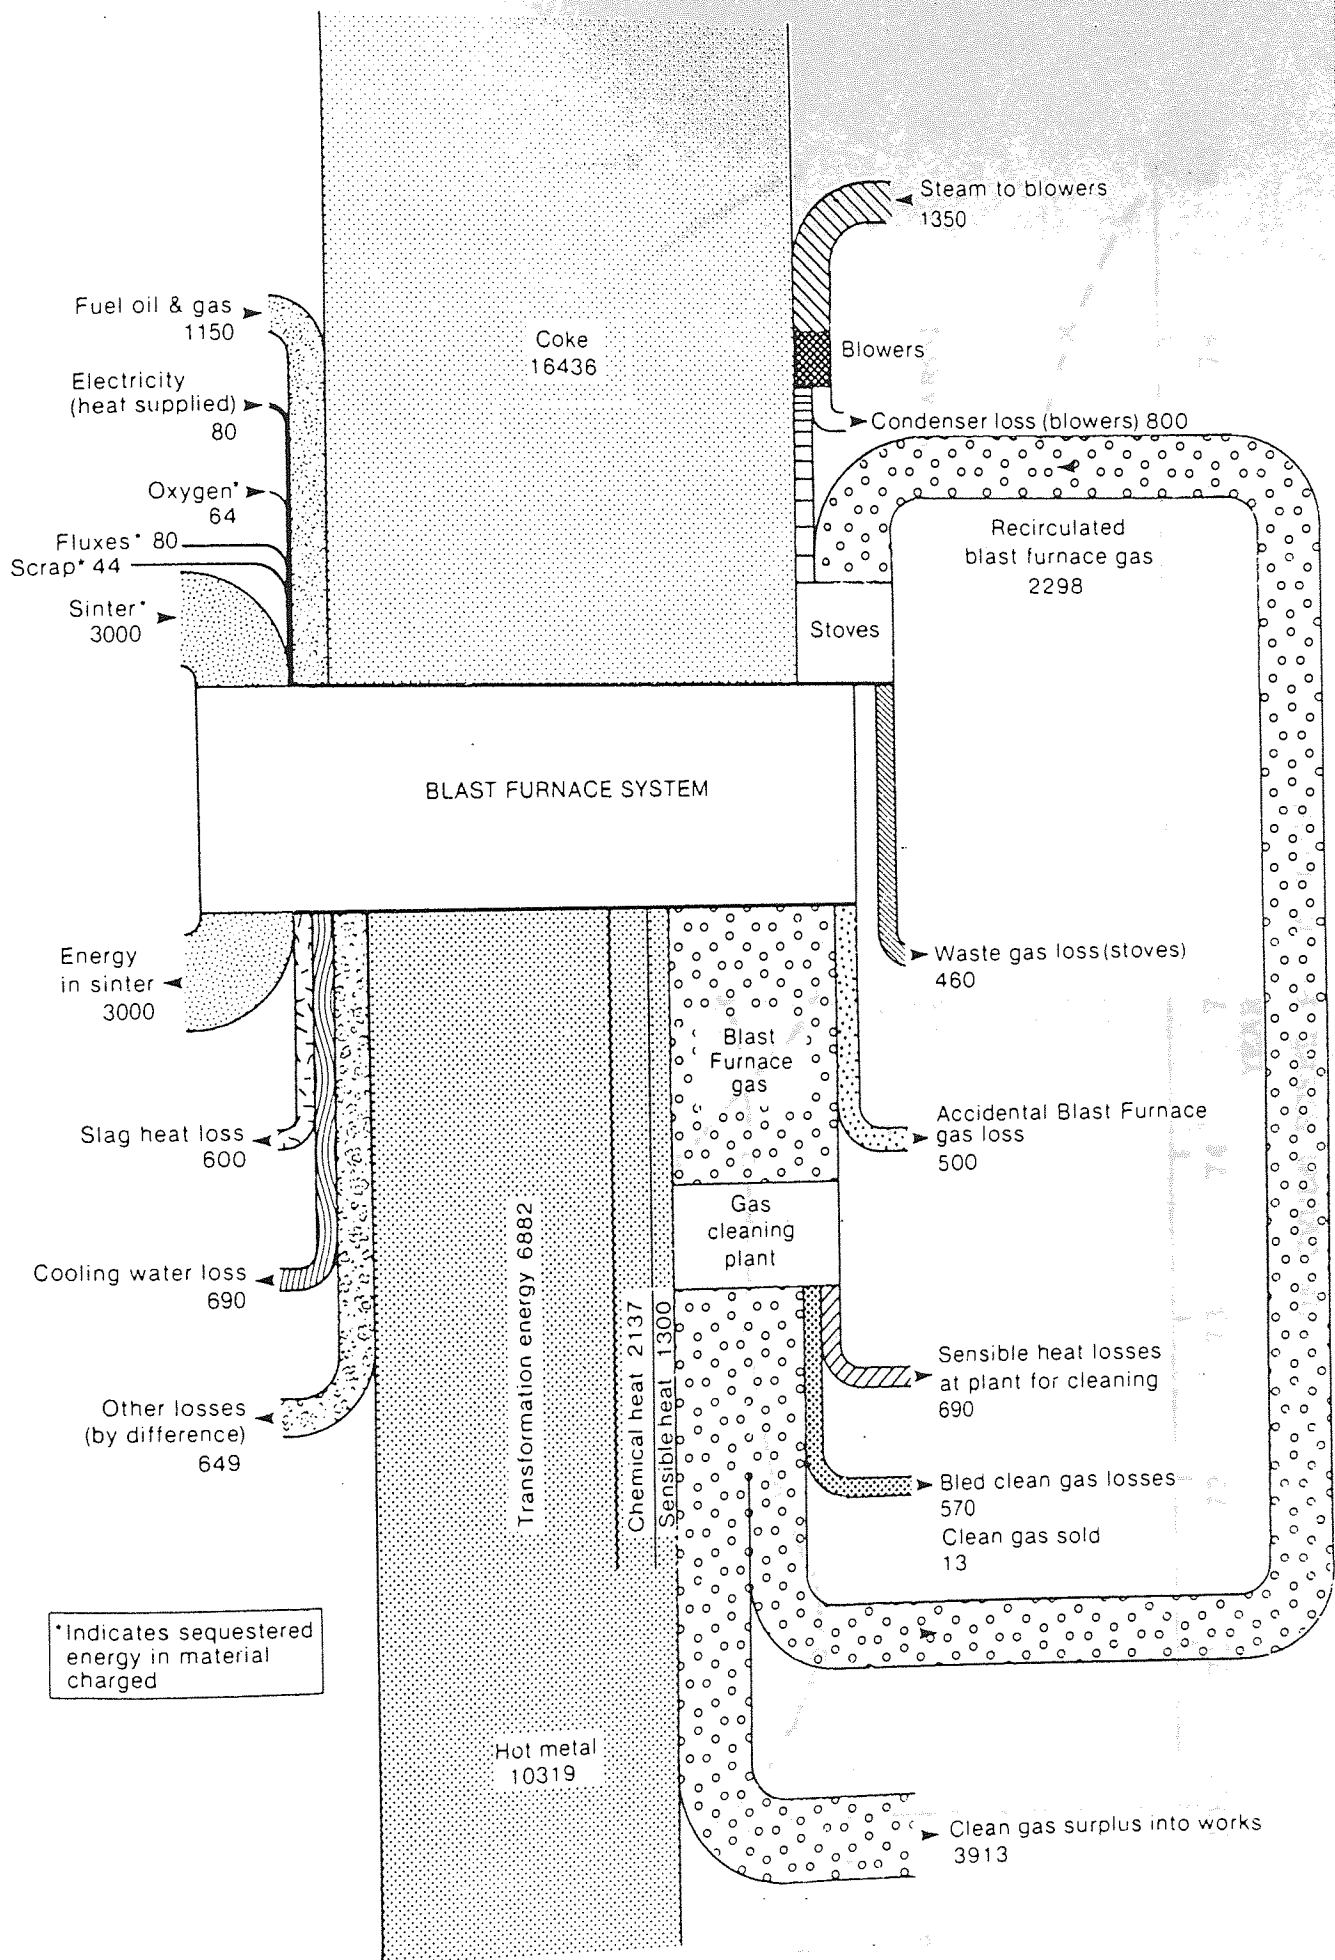 Steam to blowers
1350
Fuel oil & gas
1150
Coke
16436
Blowers
Electricity
(heat supplied)
80
Condenser loss (blowers) 800
Oxygen*
64
Recirculated
blast furnace gas
2298
Fluxes* 80
Scrap* 44
Sinter*
3000
Stoves
BLAST FURNACE SYSTEM
Energy
in sinter
3000
Waste gas loss (stoves)
460
Blast
Furnace
gas
Accidental Blast Furnace
gas loss
500
Slag heat loss
600
Gas
cleaning
plant
Cooling water loss
690
Transformation energy 6882
Chemical heat 2137
Sensible heat 1300
Sensible heat losses
at plant for cleaning
690
Other losses
(by difference)
649
Bled clean gas losses
570
Clean gas sold
13
*Indicates sequestered
energy in material
charged
Hot metal
10319
Clean gas surplus into works
3913
YEAR